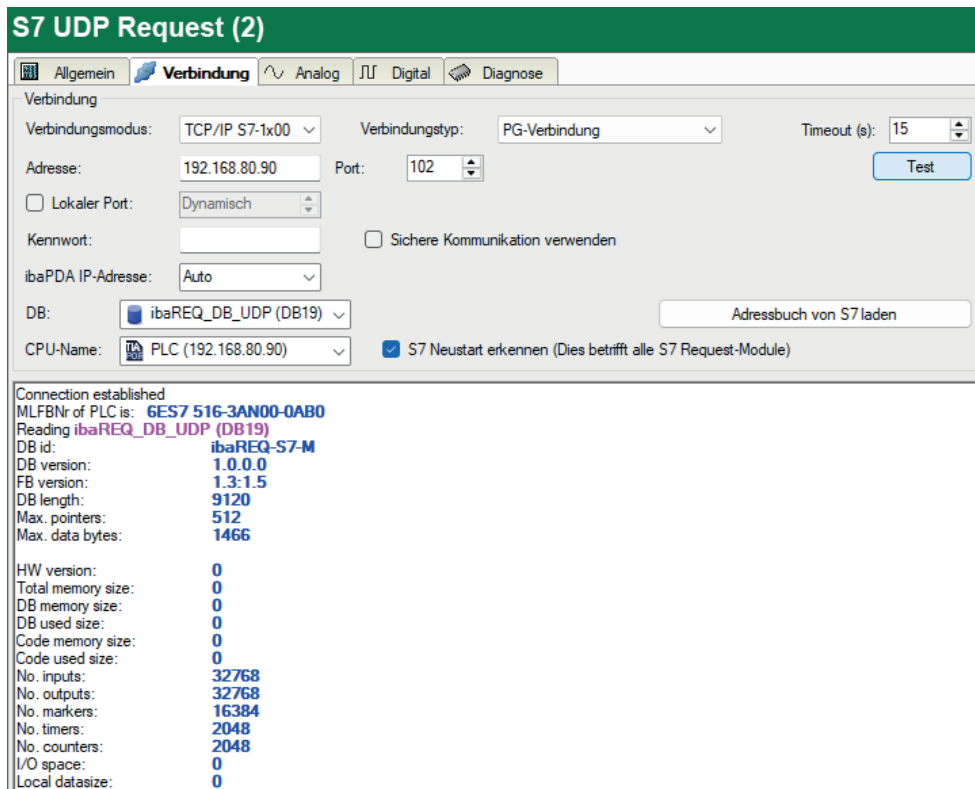 S7 UDP Request (2)
Allgemein Verbindung Analog Digital Diagnose
Verbindung
Verbindungsmodus: TCP/IP S7-1x00 Verbindungstyp: PG-Verbindung Timeout (s): 15
Adresse: 192.168.80.90 Port: 102 Test
Lokaler Port: Dynamisch
Kennwort: Sichere Kommunikation verwenden
ibaPDA IP-Adresse: Auto
DB: ibaREQ_DB_UDP (DB19) Adressbuch von S7 laden
CPU-Name: PLC (192.168.80.90) S7 Neustart erkennen (Dies betrifft alle S7 Request-Module)
Connection established
MLFBNr of PLC is: 6ES7 516-3AN00-0AB0
Reading ibaREQ_DB_UDP (DB19)
DB id: ibaREQ-S7-M
DB version: 1.0.0.0
FB version: 1.3:1.5
DB length: 9120
Max. pointers: 512
Max. data bytes: 1466
HW version: 0
Total memory size: 0
DB memory size: 0
DB used size: 0
Code memory size: 0
Code used size: 0
No. inputs: 32768
No. outputs: 32768
No. markers: 16384
No. timers: 2048
No. counters: 2048
I/O space: 0
Local datasize: 0